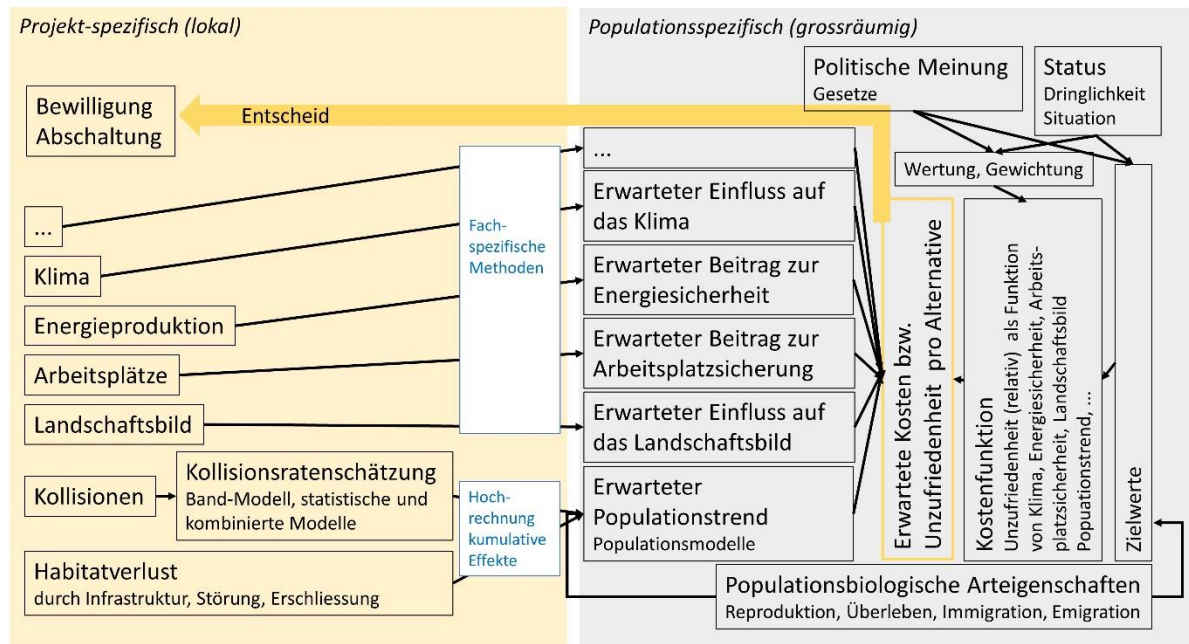 Projekt-spezifisch (lokal)
Bewilligung
Abschaltung
Entscheid
...
Klima
Energieproduktion
Arbeitsplätze
Landschaftsbild
Kollisionen
Kollisionsratenschätzung
Band-Modell, statistische und
kombinierte Modelle
Habitatverlust
durch Infrastruktur, Störung, Erschliessung
Fach-
spezifische
Methoden
Hoch-
rechnung
kumulative
Effekte
Populationsspezifisch (grossräumig)
Politische Meinung
Gesetze
Status
Dringlichkeit
Situation
Wertung, Gewichtung
...
Erwarteter Einfluss auf
das Klima
Erwarteter Beitrag zur
Energiesicherheit
Erwarteter Beitrag zur
Arbeitsplatzsicherung
Erwarteter Einfluss auf
das Landschaftsbild
Erwarteter
Populationstrend
Populationsmodelle
Erwartete Kosten bzw.
Unzufriedenheit pro Alternative
Kostenfunktion
Unzufriedenheit (relativ) als Funktion
von Klima, Energiesicherheit, Arbeits-
platzsicherheit, Landschaftsbild
Popuationstrend, ...
Zielwerte
Populationsbiologische Arteigenschaften
Reproduktion, Überleben, Immigration, Emigration